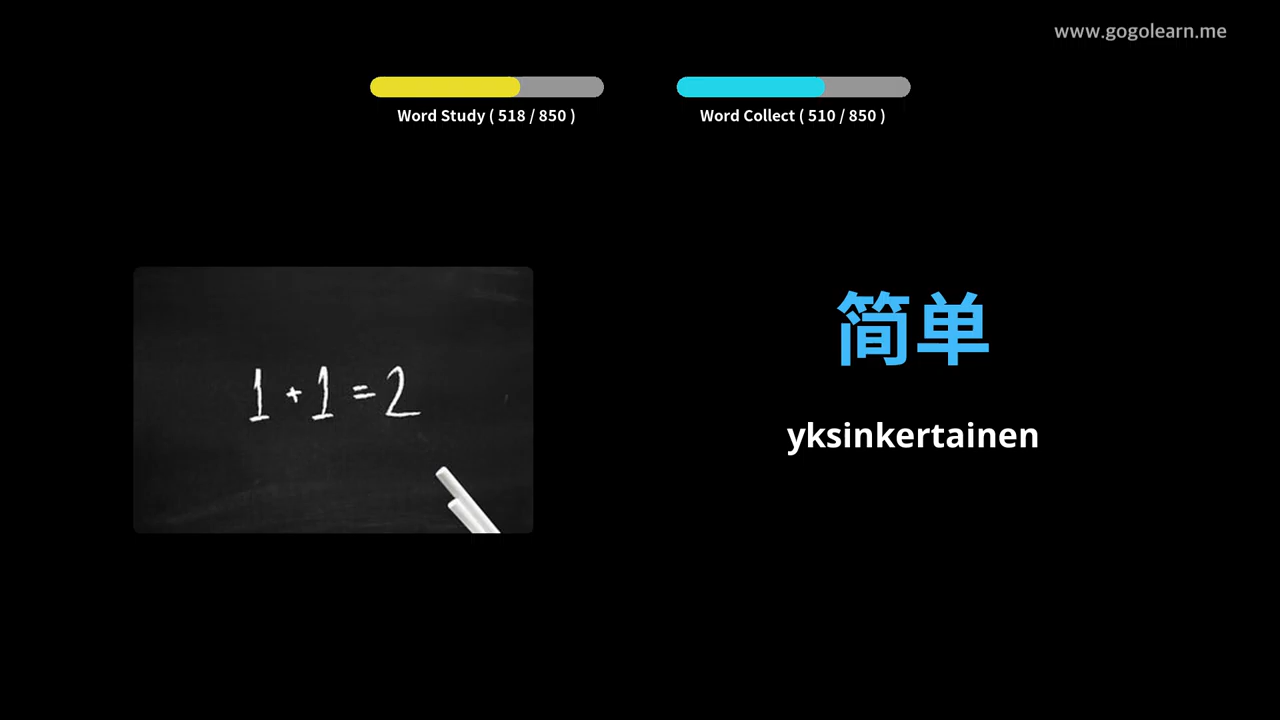 www.gogolearn.me
Word Study ( 518 / 850 )
Word Collect ( 510 / 850 )
1 + 1 = 2
简单
yksinkertainen